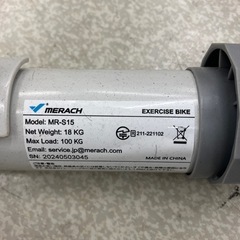 MERACH
EXERCISE BIKE
Model: MR-S15
Net Weight: 18 KG
Max Load: 100 KG
211-221102
Email: service.jp@merach.com
SN: 20240503045
MADE IN CHINA